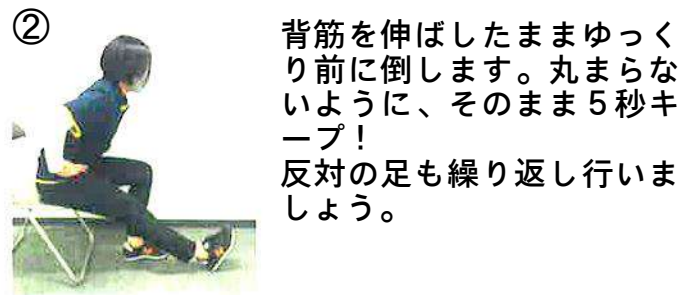 ②
背筋を伸ばしたままゆっく
り前に倒します。丸まらな
いように、そのまま５秒キ
ープ！
反対の足も繰り返し行いま
しょう。